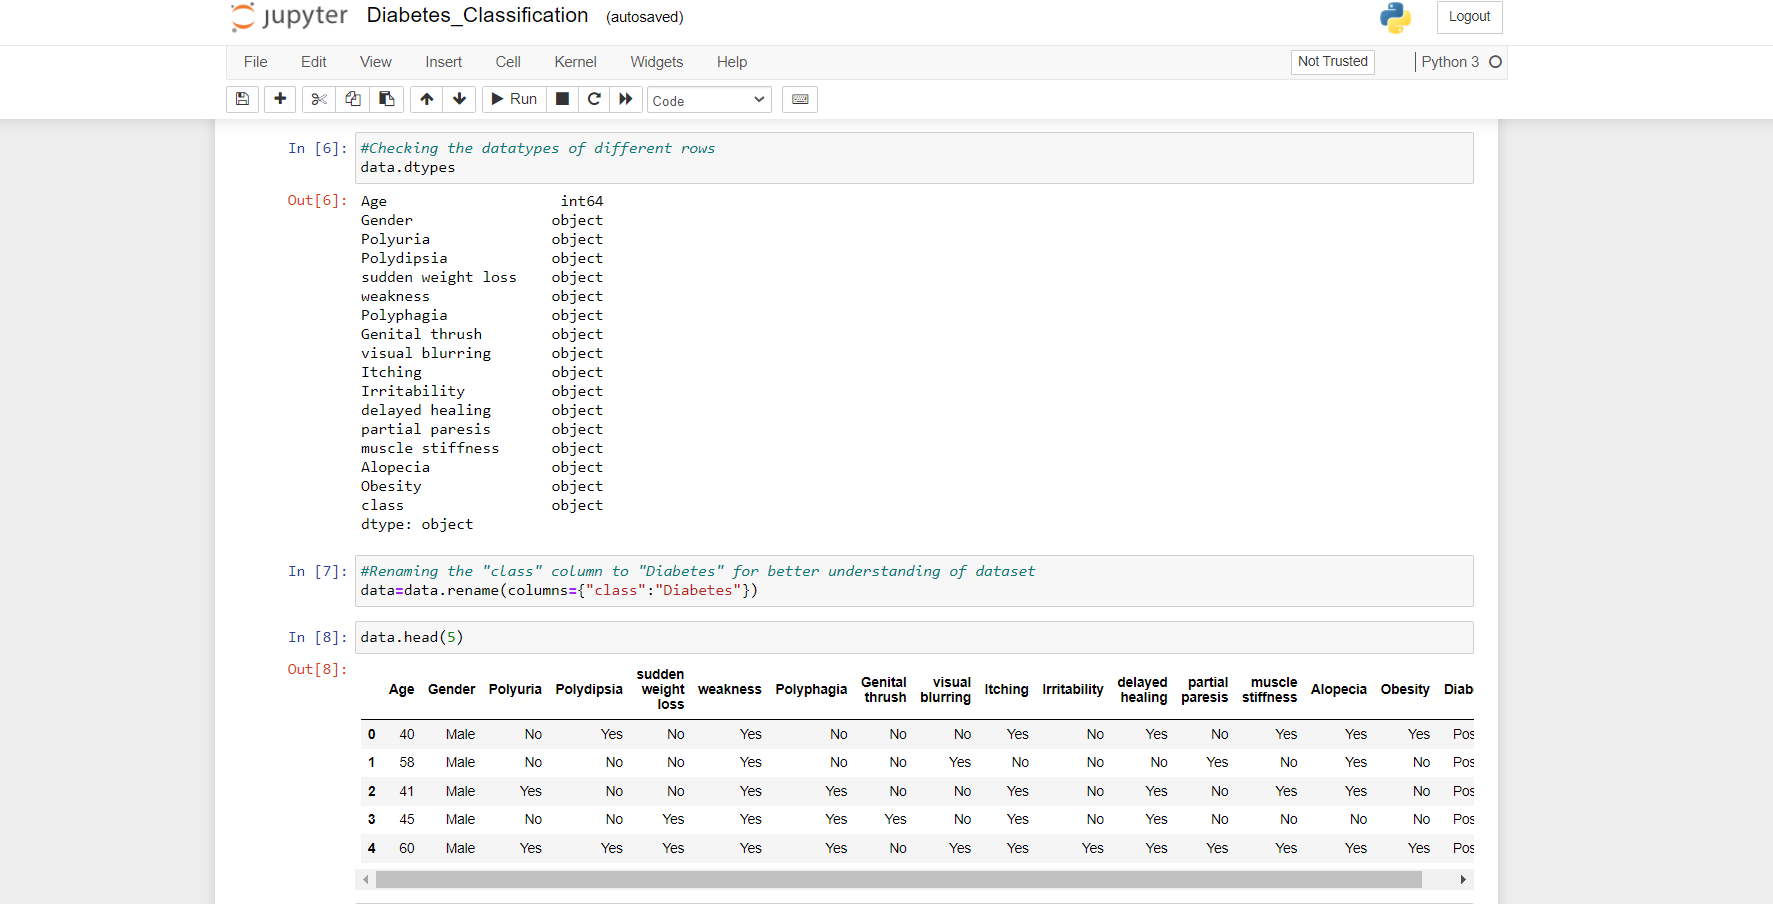 jupyter Diabetes_Classification (autosaved) Logout
File Edit View Insert Cell Kernel Widgets Help Not Trusted Python 3
Run Code
In [6]: #Checking the datatypes of different rows
data.dtypes
Out[6]: Age int64
Gender object
Polyuria object
Polydipsia object
sudden weight loss object
weakness object
Polyphagia object
Genital thrush object
visual blurring object
Itching object
Irritability object
delayed healing object
partial paresis object
muscle stiffness object
Alopecia object
Obesity object
class object
dtype: object
In [7]: #Renaming the "class" column to "Diabetes" for better understanding of dataset
data=data.rename(columns={"class":"Diabetes"})
In [8]: data.head(5)
Out[8]:
Age Gender Polyuria Polydipsia sudden weight loss weakness Polyphagia Genital thrush visual blurring Itching Irritability delayed healing partial paresis muscle stiffness Alopecia Obesity Diab
0 40 Male No Yes No Yes No No No Yes No Yes No Yes Yes Yes Pos
1 58 Male No No No Yes No No Yes No No No Yes No Yes No Pos
2 41 Male Yes No No Yes Yes No No Yes No Yes No Yes Yes No Pos
3 45 Male No No Yes Yes Yes Yes No Yes No Yes No No No No Pos
4 60 Male Yes Yes Yes Yes Yes No Yes Yes Yes Yes Yes Yes Yes Yes Pos